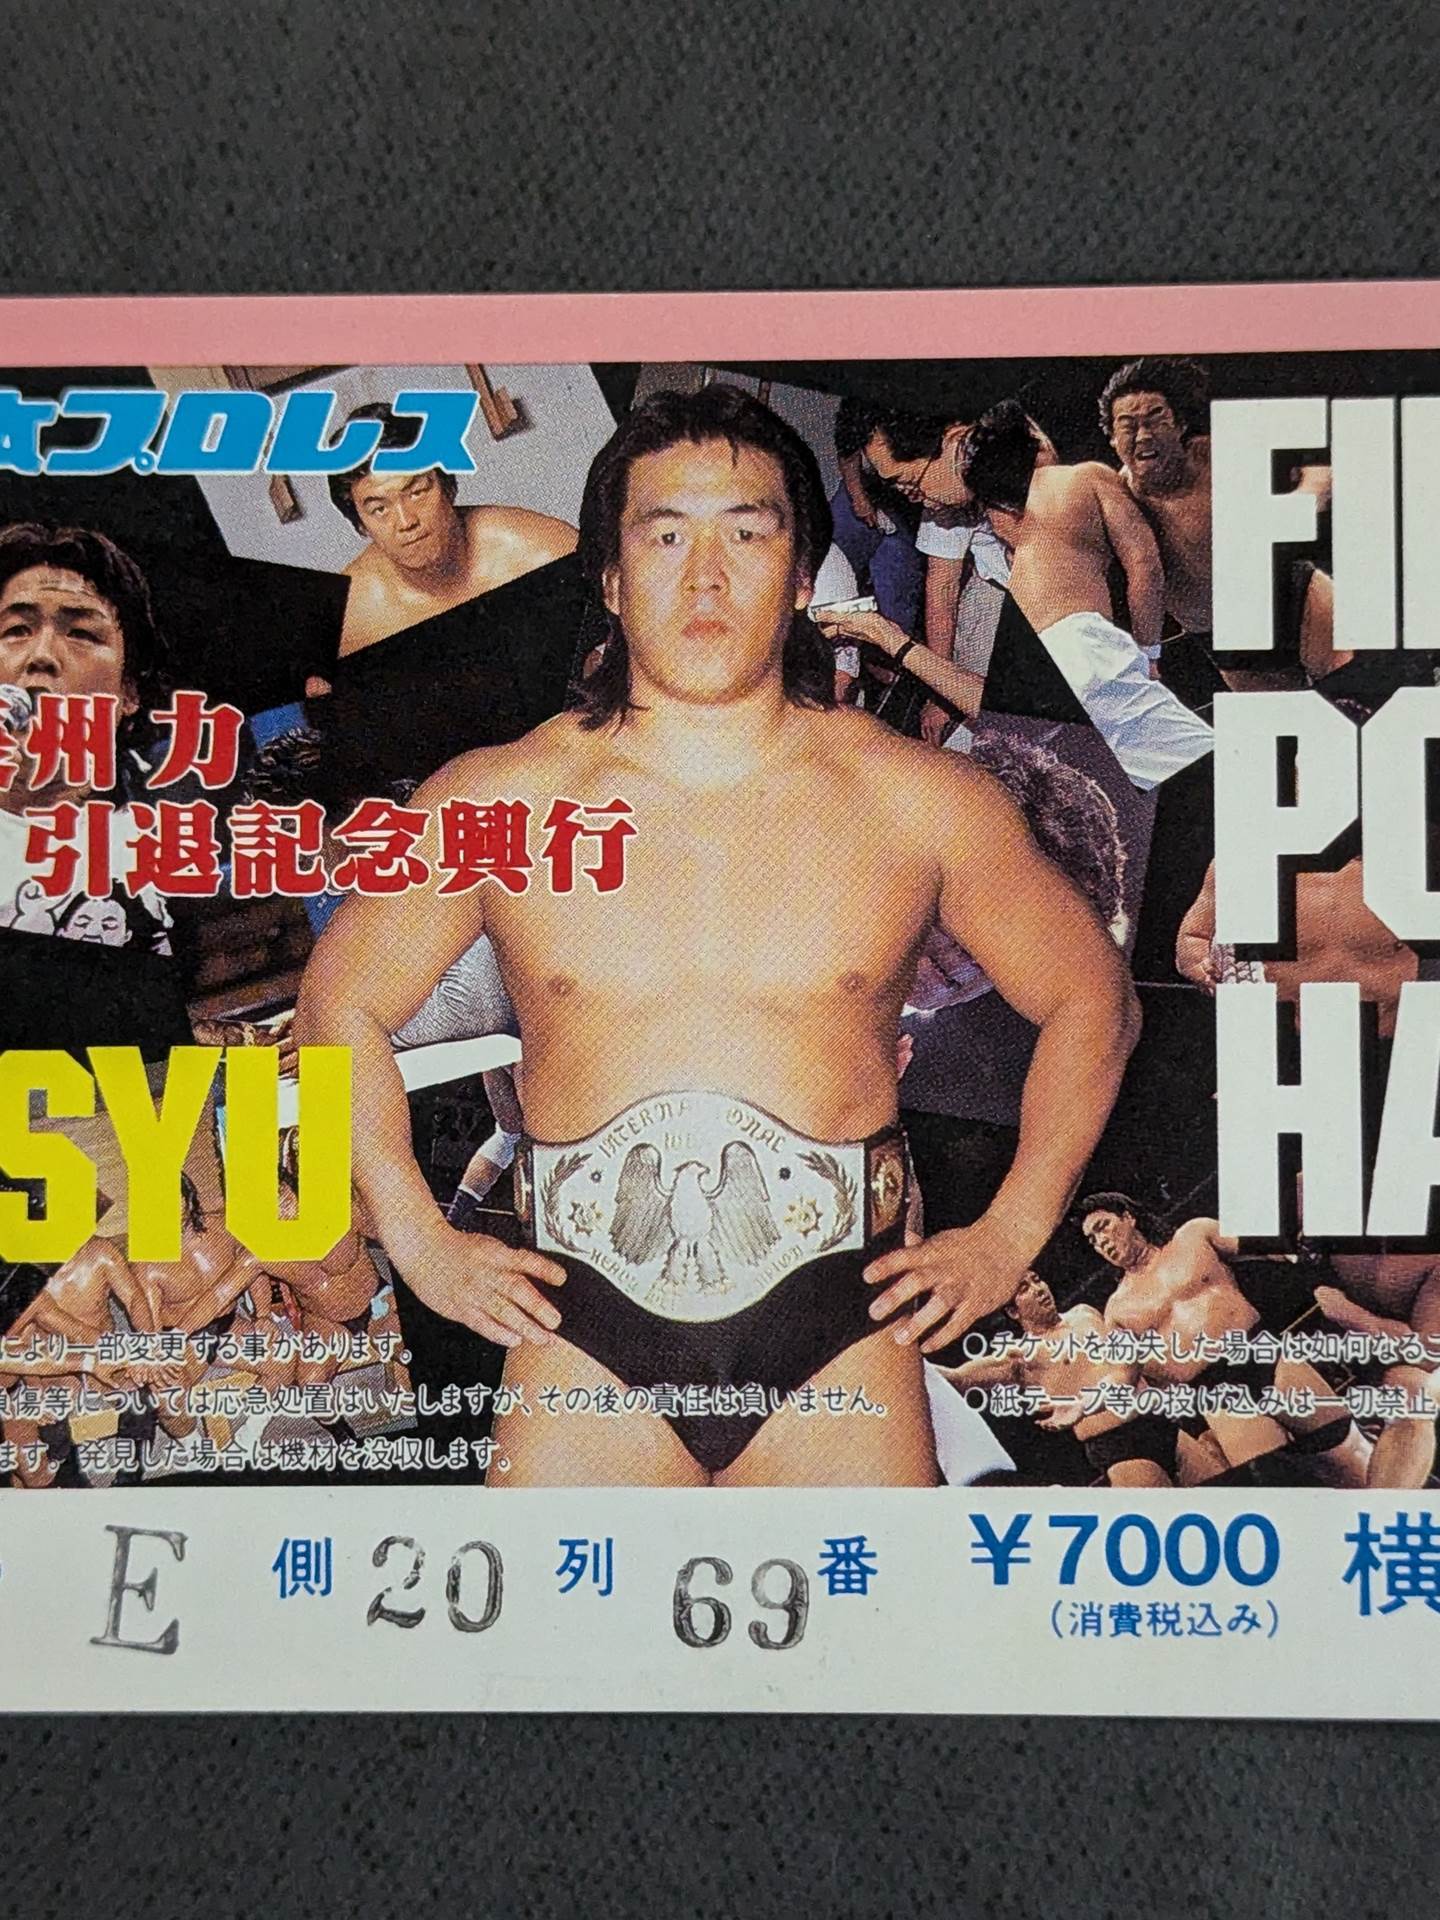 プロレス
州 力
引退記念興行
SYU
により一部変更する事があります。
負傷等については応急処置はいたしますが、その後の責任は負いません。
ます。発見した場合は機材を没収します。
FI
PO
HA
○チケットを紛失した場合は如何なるこ
○紙テープ等の投げ込みは一切禁止
INTERNATIONAL
E 側 20 列 69 番 ¥7000 横
(消費税込み)